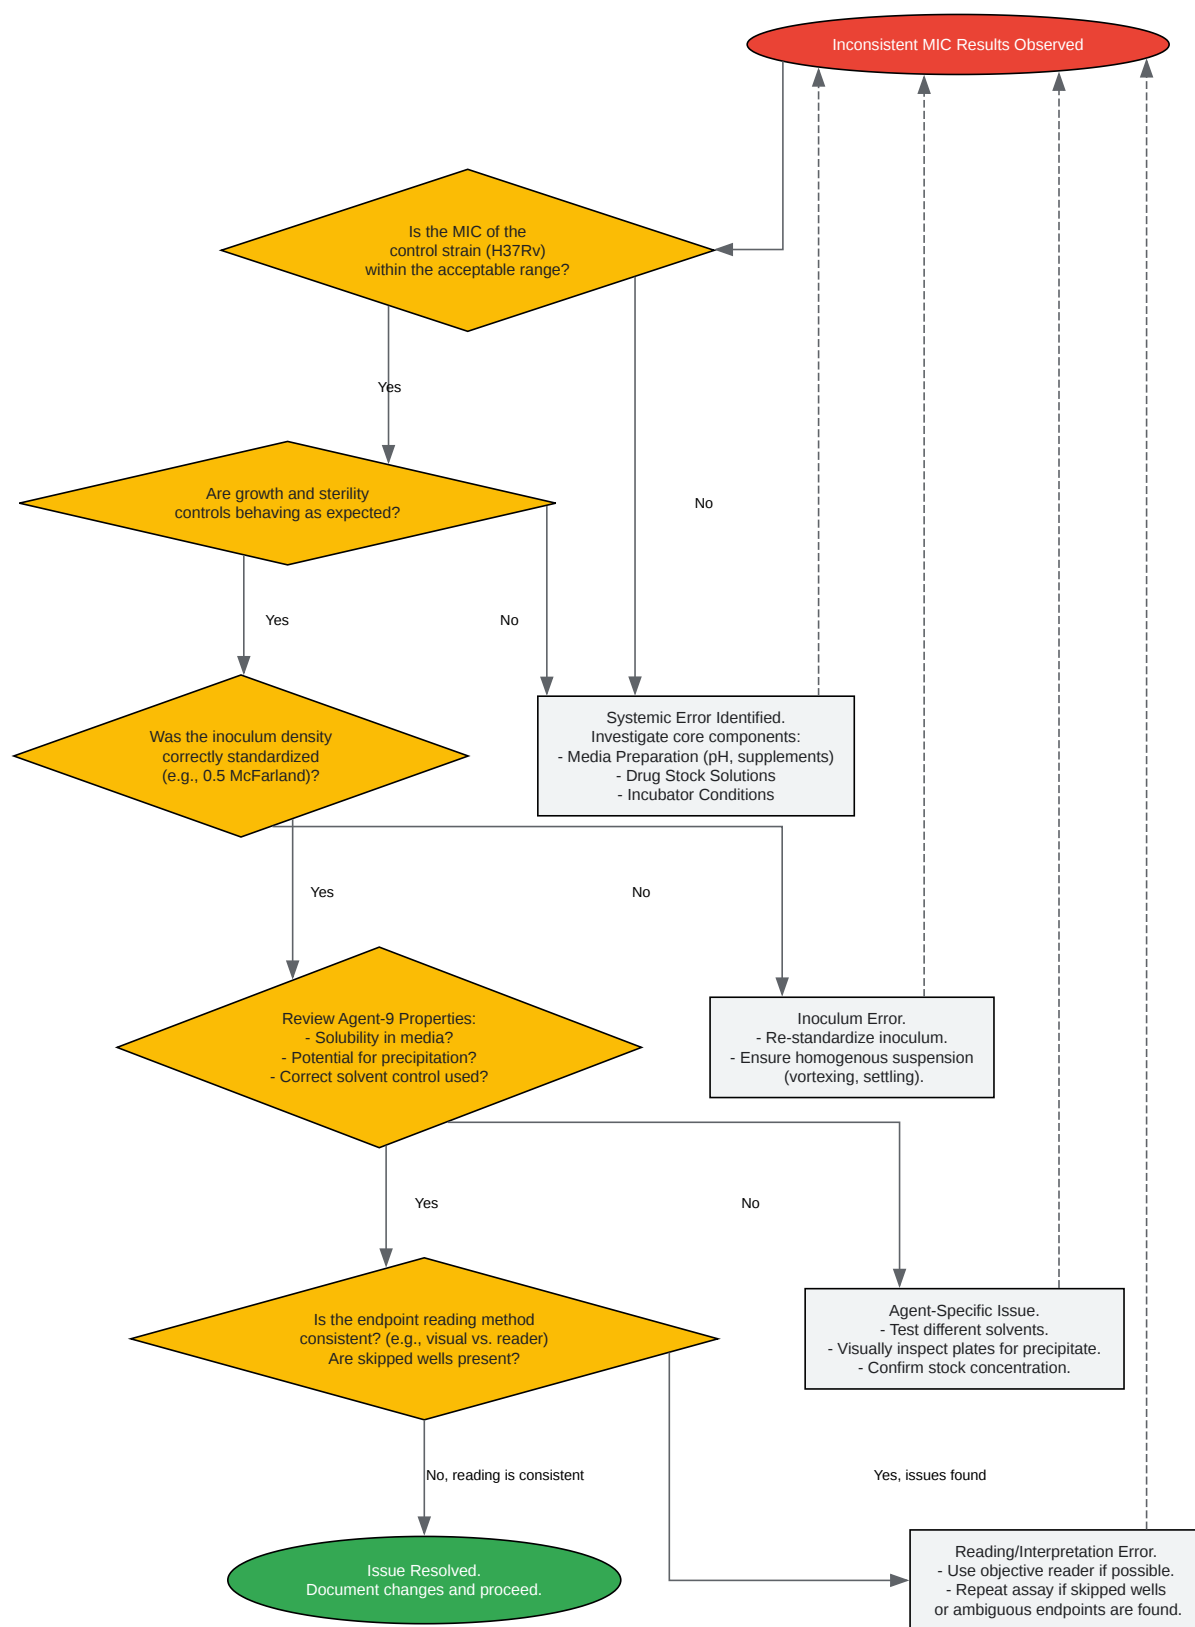 Inconsistent MIC Results Observed
Is the MIC of the
control strain (H37Rv)
within the acceptable range?
Yes
No
Are growth and sterility
controls behaving as expected?
Yes
No
Systemic Error Identified.
Investigate core components:
- Media Preparation (pH, supplements)
- Drug Stock Solutions
- Incubator Conditions
Was the inoculum density
correctly standardized
(e.g., 0.5 McFarland)?
Yes
No
Inoculum Error.
- Re-standardize inoculum.
- Ensure homogenous suspension
(vortexing, settling).
Review Agent-9 Properties:
- Solubility in media?
- Potential for precipitation?
- Correct solvent control used?
Yes
No
Agent-Specific Issue.
- Test different solvents.
- Visually inspect plates for precipitate.
- Confirm stock concentration.
Is the endpoint reading method
consistent? (e.g., visual vs. reader)
Are skipped wells present?
No, reading is consistent
Yes, issues found
Issue Resolved.
Document changes and proceed.
Reading/Interpretation Error.
- Use objective reader if possible.
- Repeat assay if skipped wells
or ambiguous endpoints are found.